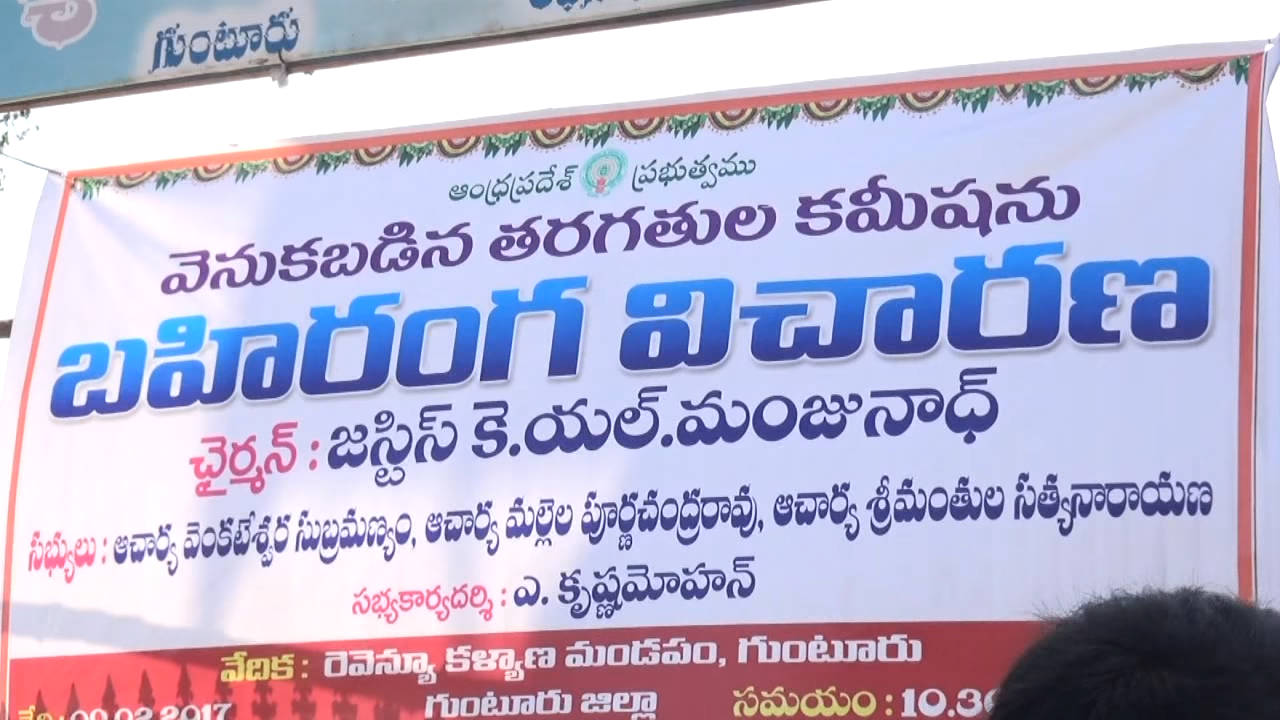 గుంటూరు
ఆంధ్రప్రదేశ్ ప్రభుత్వము
వెనుకబడిన తరగతుల కమీషను
బహిరంగ విచారణ
ఛైర్మన్ : జస్టిస్ కె.యల్.మంజునాధ్
సభ్యులు : ఆచార్య వెంకటేశ్వర సుబ్రమణ్యం, ఆచార్య మల్లెల పూర్ణచంద్రరావు, ఆచార్య శ్రీమంతుల సత్యనారాయణ
సభ్యకార్యదర్శి : ఎ. కృష్ణమోహన్
వేదిక : రెవెన్యూ కళ్యాణ మండపం, గుంటూరు
గుంటూరు జిల్లా సమయం : 10.30